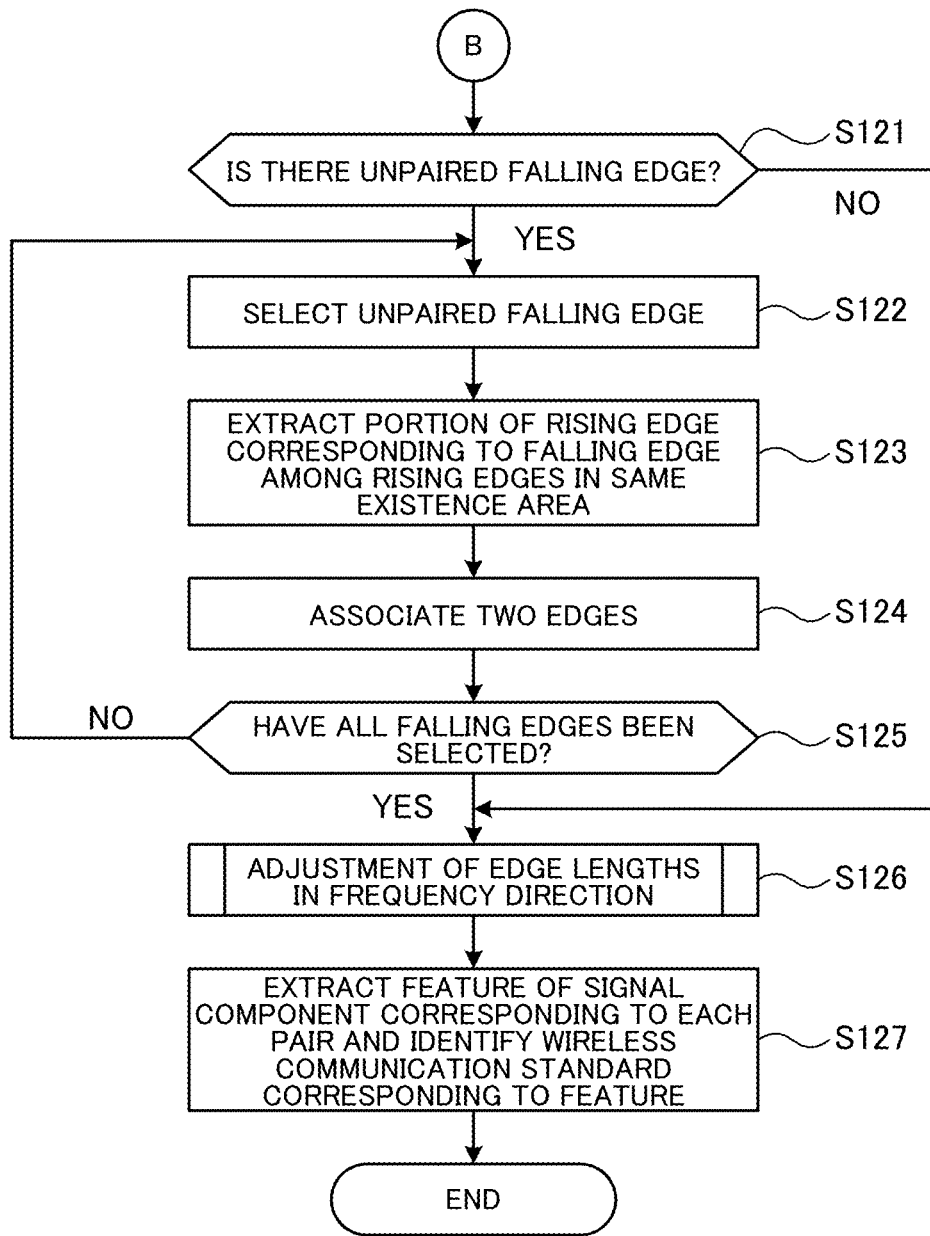 B
IS THERE UNPAIRED FALLING EDGE?
S121
NO
YES
SELECT UNPAIRED FALLING EDGE
S122
EXTRACT PORTION OF RISING EDGE
CORRESPONDING TO FALLING EDGE
AMONG RISING EDGES IN SAME
EXISTENCE AREA
S123
ASSOCIATE TWO EDGES
S124
NO
HAVE ALL FALLING EDGES BEEN
SELECTED?
S125
YES
ADJUSTMENT OF EDGE LENGTHS
IN FREQUENCY DIRECTION
S126
EXTRACT FEATURE OF SIGNAL
COMPONENT CORRESPONDING TO EACH
PAIR AND IDENTIFY WIRELESS
COMMUNICATION STANDARD
CORRESPONDING TO FEATURE
S127
END